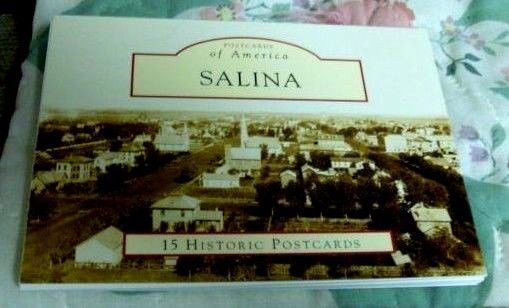 POSTCARDS
of America
SALINA
15 HISTORIC POSTCARDS